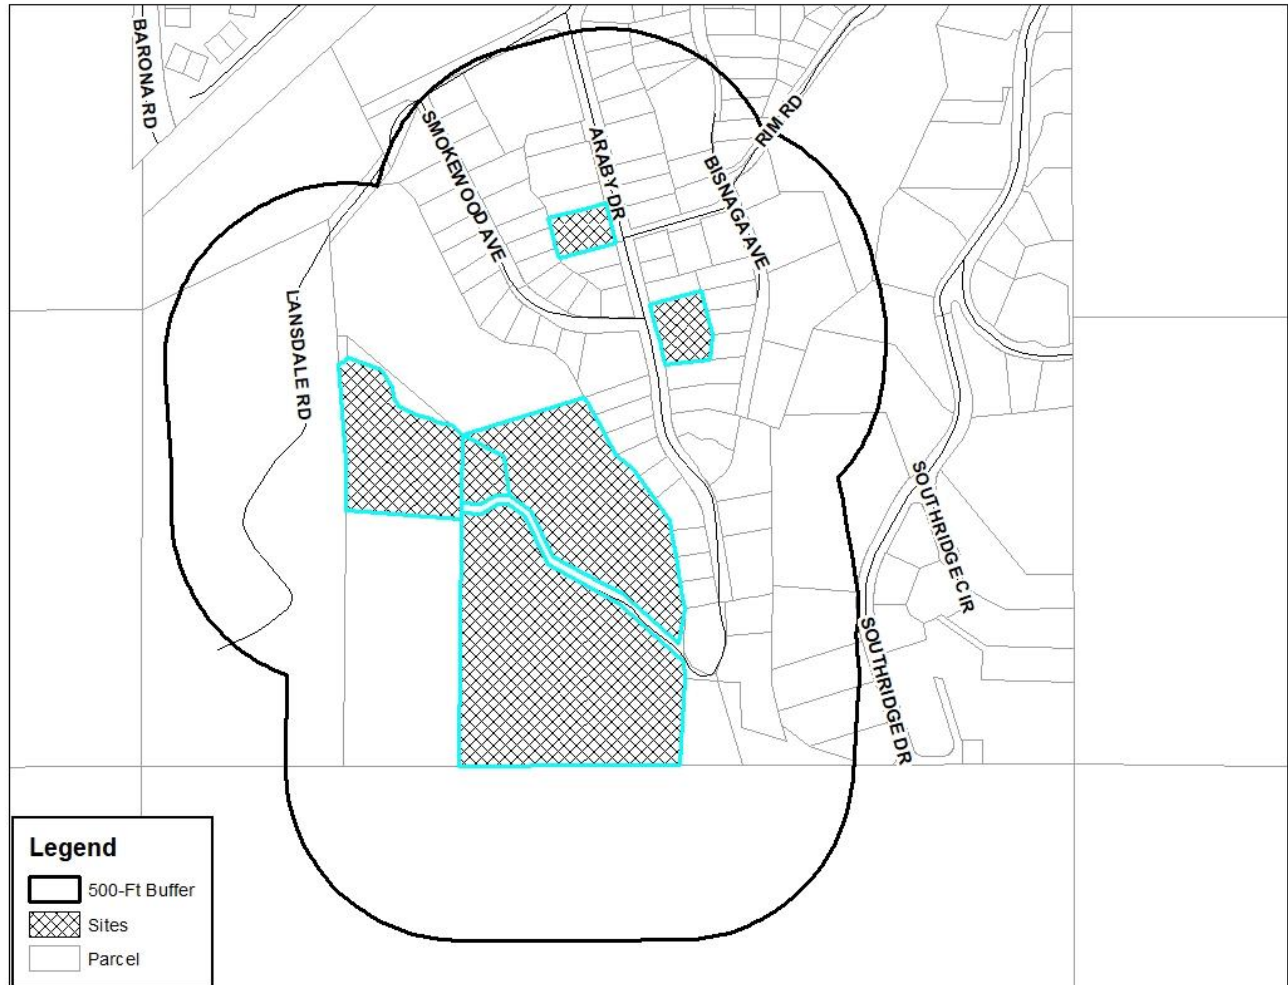 BARONA RD
SMOKEWOOD AVE
ARABY DR
RIM RD
BISNAGA AVE
LANSDALE RD
SOUTHRIDGE CIR
SOUTHRIDGE DR
Legend
500-Ft Buffer
Sites
Parcel